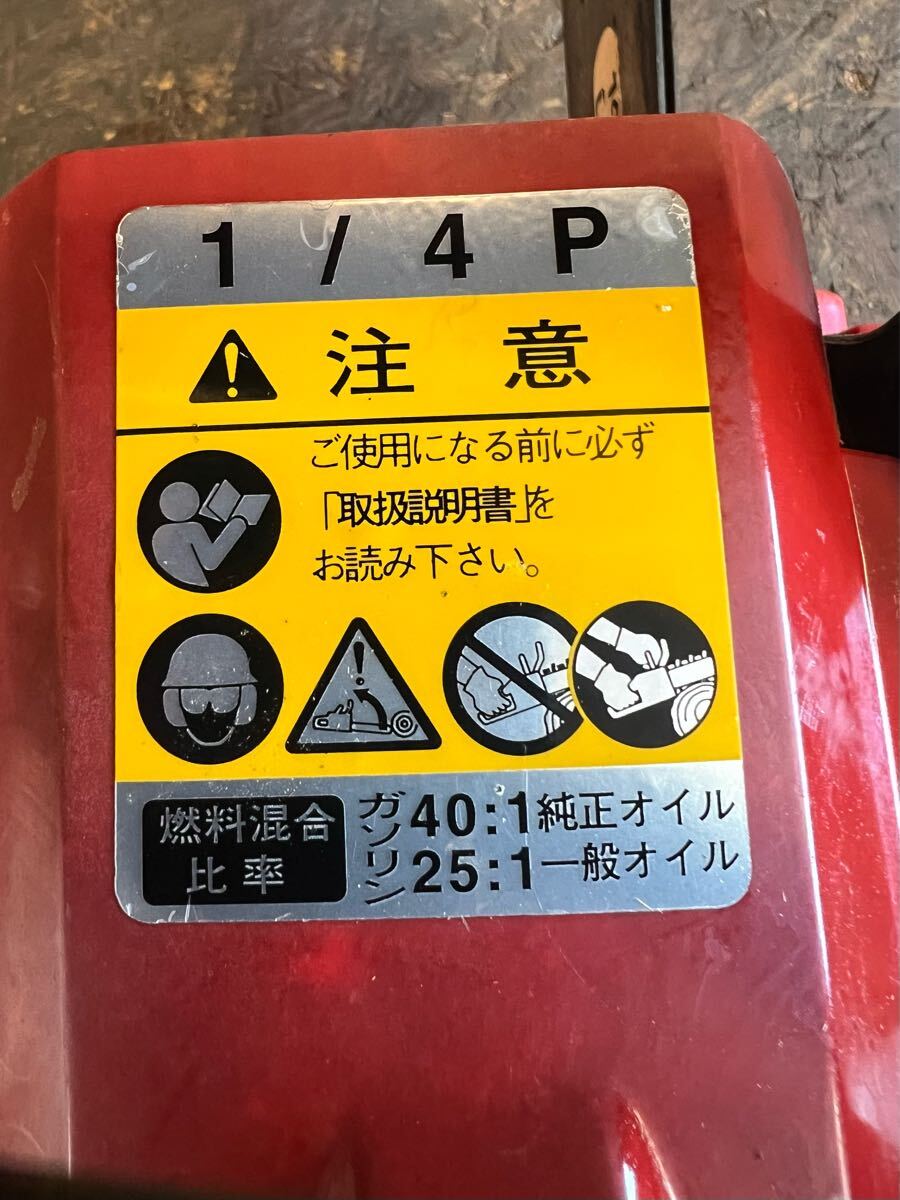 1 / 4 P
注 意
ご使用になる前に必ず
「取扱説明書」を
お読み下さい。
燃料混合
比率
ガソリン
40:1純正オイル
25:1一般オイル